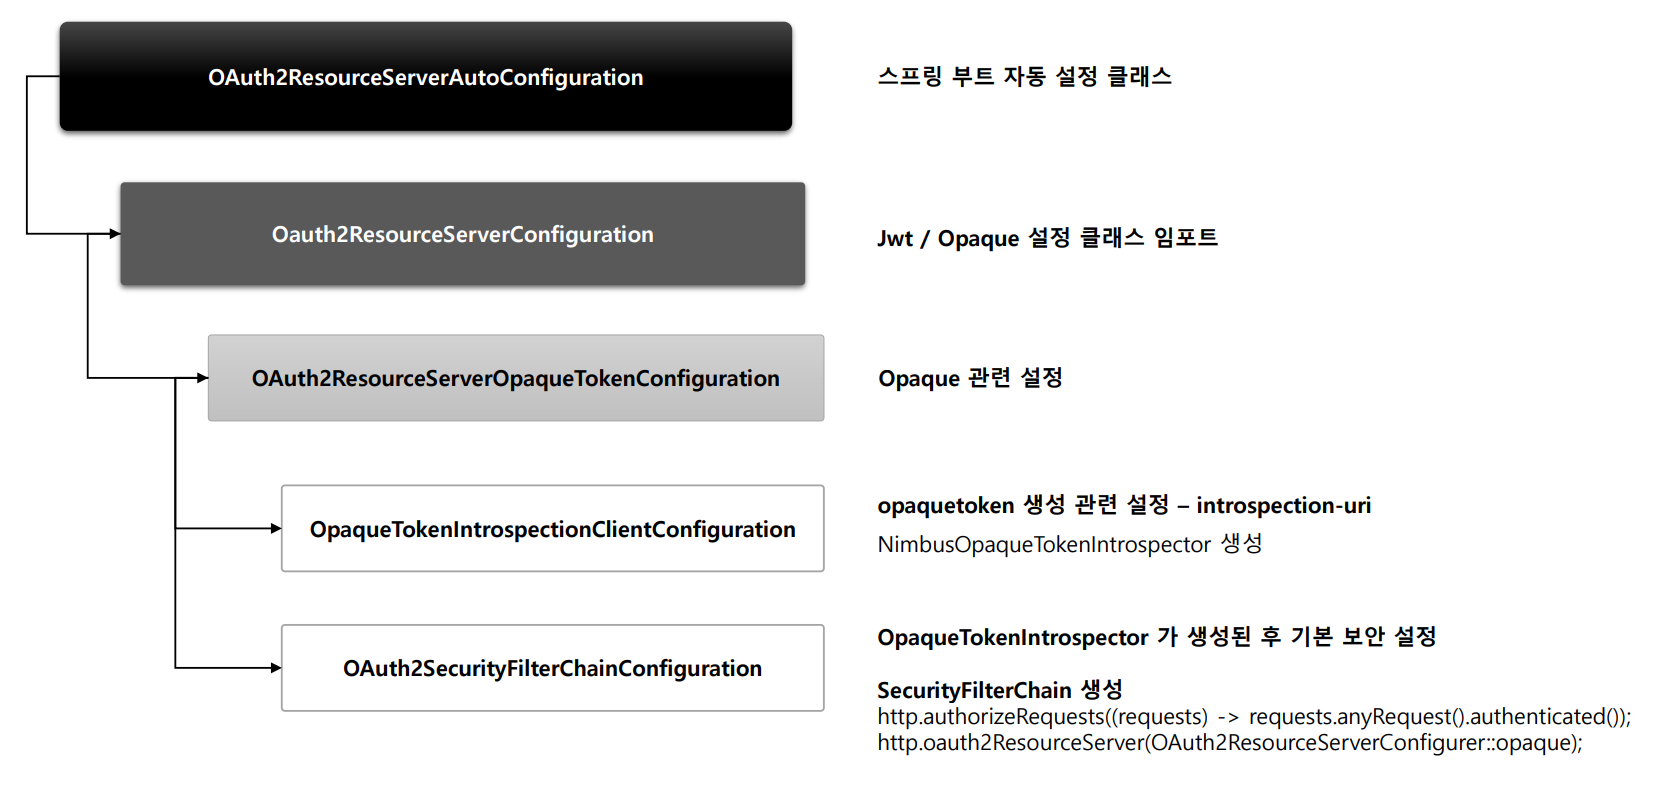 OAuth2ResourceServerAutoConfiguration
스프링 부트 자동 설정 클래스
Oauth2ResourceServerConfiguration
Jwt / Opaque 설정 클래스 임포트
OAuth2ResourceServerOpaqueTokenConfiguration
Opaque 관련 설정
OpaqueTokenIntrospectionClientConfiguration
opaquetoken 생성 관련 설정 – introspection-uri
NimbusOpaqueTokenIntrospector 생성
OAuth2SecurityFilterChainConfiguration
OpaqueTokenIntrospector 가 생성된 후 기본 보안 설정
SecurityFilterChain 생성
http.authorizeRequests((requests) -> requests.anyRequest().authenticated());
http.oauth2ResourceServer(OAuth2ResourceServerConfigurer::opaque);